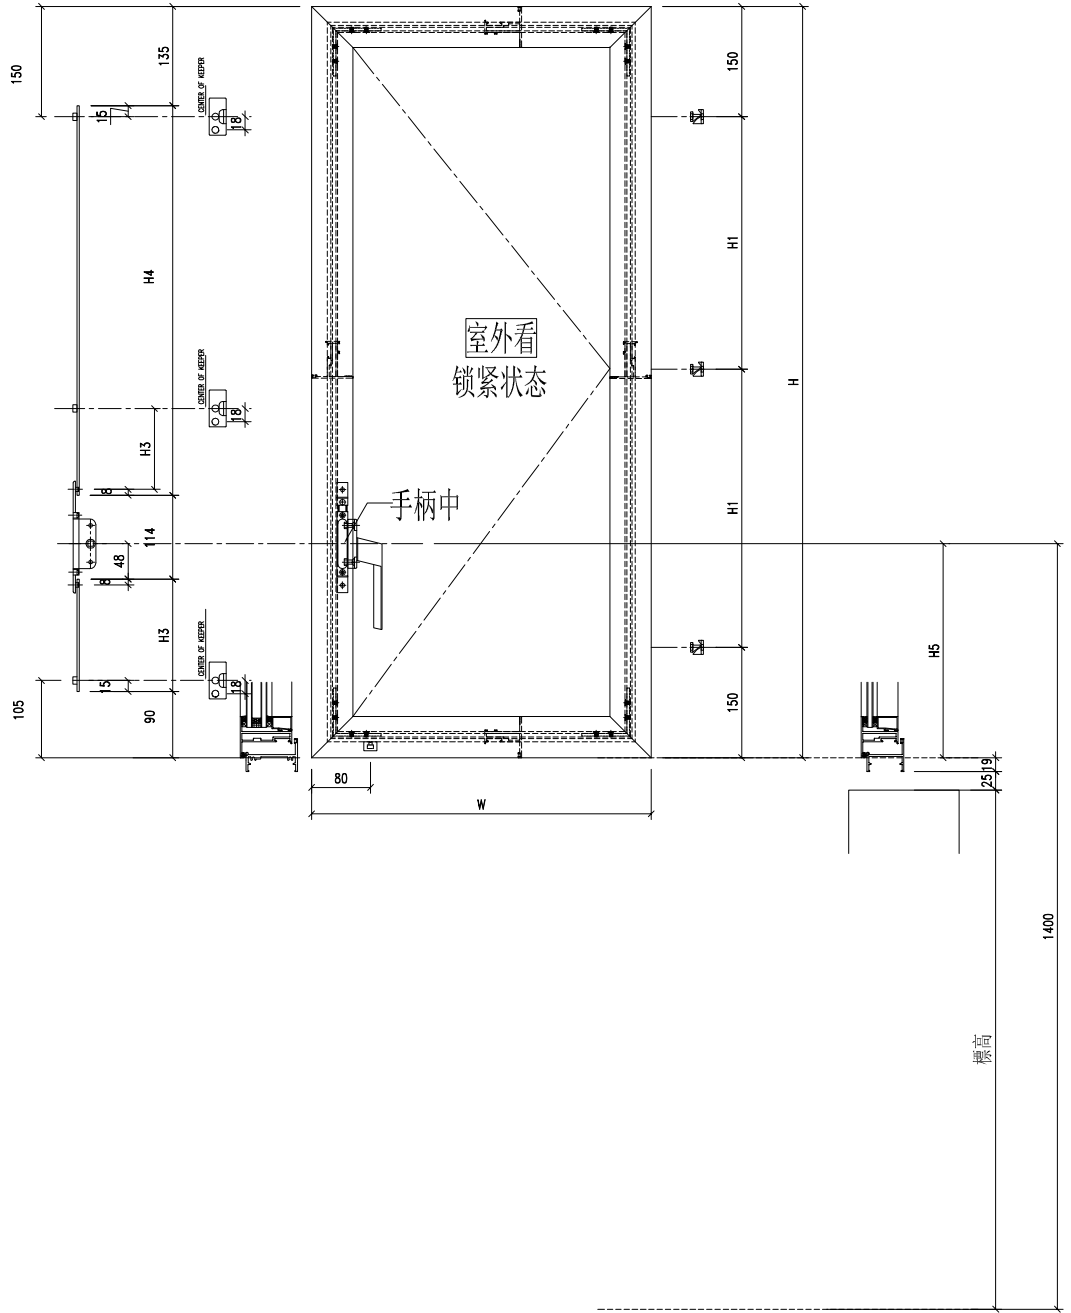 150
135
15
CENTER OF KEEPER
18
150
H4
H1
H
室外看
锁紧状态
CENTER OF KEEPER
18
H3
8
手柄中
H1
114
48
8
H3
CENTER OF KEEPER
18
15
H5
105
90
150
80
19
25
W
1400
標高